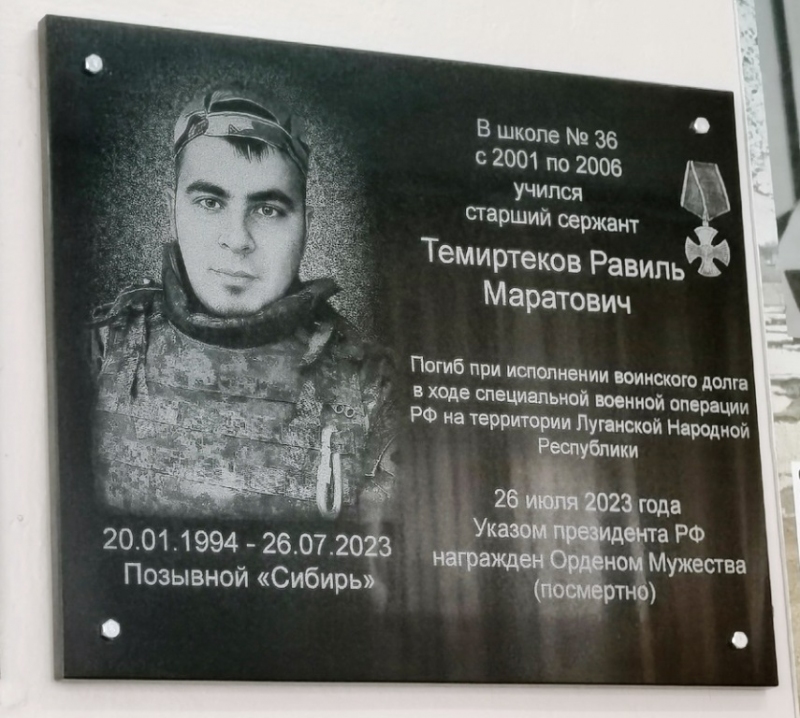 В школе № 36
с 2001 по 2006
учился
старший сержант
Темиртеков Равиль
Маратович
Погиб при исполнении воинского долга
в ходе специальной военной операции
РФ на территории Луганской Народной
Республики
26 июля 2023 года
Указом президента РФ
награжден Орденом Мужества
(посмертно)
20.01.1994 - 26.07.2023
Позывной «Сибирь»